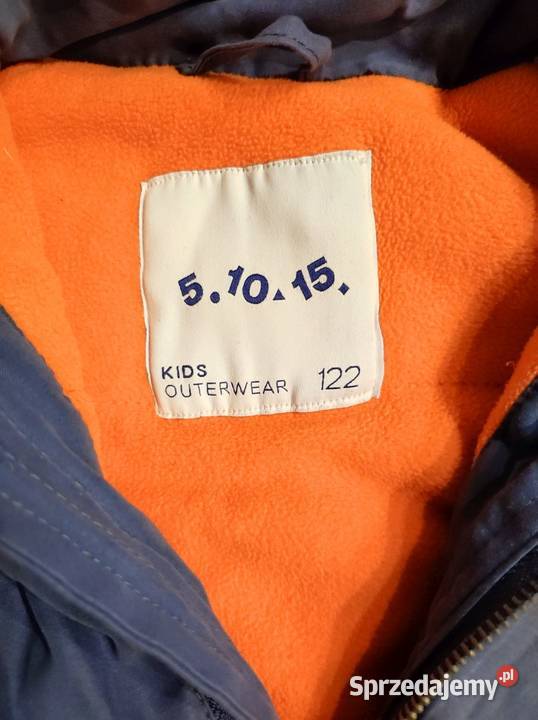 5.10.15.
KIDS
OUTERWEAR 122
Sprzedajemy.pl